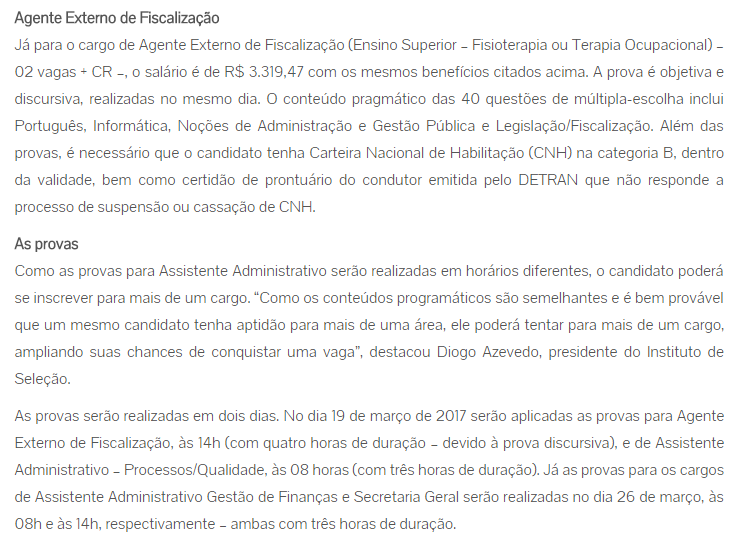 Agente Externo de Fiscalização
Já para o cargo de Agente Externo de Fiscalização (Ensino Superior – Fisioterapia ou Terapia Ocupacional) –
02 vagas + CR –, o salário é de R$ 3.319,47 com os mesmos benefícios citados acima. A prova é objetiva e
discursiva, realizadas no mesmo dia. O conteúdo pragmático das 40 questões de múltipla-escolha inclui
Português, Informática, Noções de Administração e Gestão Pública e Legislação/Fiscalização. Além das
provas, é necessário que o candidato tenha Carteira Nacional de Habilitação (CNH) na categoria B, dentro
da validade, bem como certidão de prontuário do condutor emitida pelo DETRAN que não responde a
processo de suspensão ou cassação de CNH.
As provas
Como as provas para Assistente Administrativo serão realizadas em horários diferentes, o candidato poderá
se inscrever para mais de um cargo. “Como os conteúdos programáticos são semelhantes e é bem provável
que um mesmo candidato tenha aptidão para mais de uma área, ele poderá tentar para mais de um cargo,
ampliando suas chances de conquistar uma vaga”, destacou Diogo Azevedo, presidente do Instituto de
Seleção.
As provas serão realizadas em dois dias. No dia 19 de março de 2017 serão aplicadas as provas para Agente
Externo de Fiscalização, às 14h (com quatro horas de duração – devido à prova discursiva), e de Assistente
Administrativo – Processos/Qualidade, às 08 horas (com três horas de duração). Já as provas para os cargos
de Assistente Administrativo Gestão de Finanças e Secretaria Geral serão realizadas no dia 26 de março, às
08h e às 14h, respectivamente – ambas com três horas de duração.